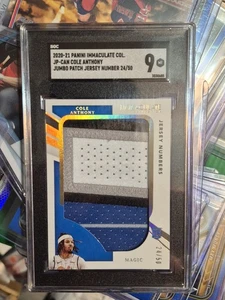 SGC
2020-21 PANINI IMMACULATE COL.
JP-CAN COLE ANTHONY
JUMBO PATCH JERSEY NUMBER 24/50
9
COLE
ANTHONY
JERSEY NUMBERS
24/50
MAGIC